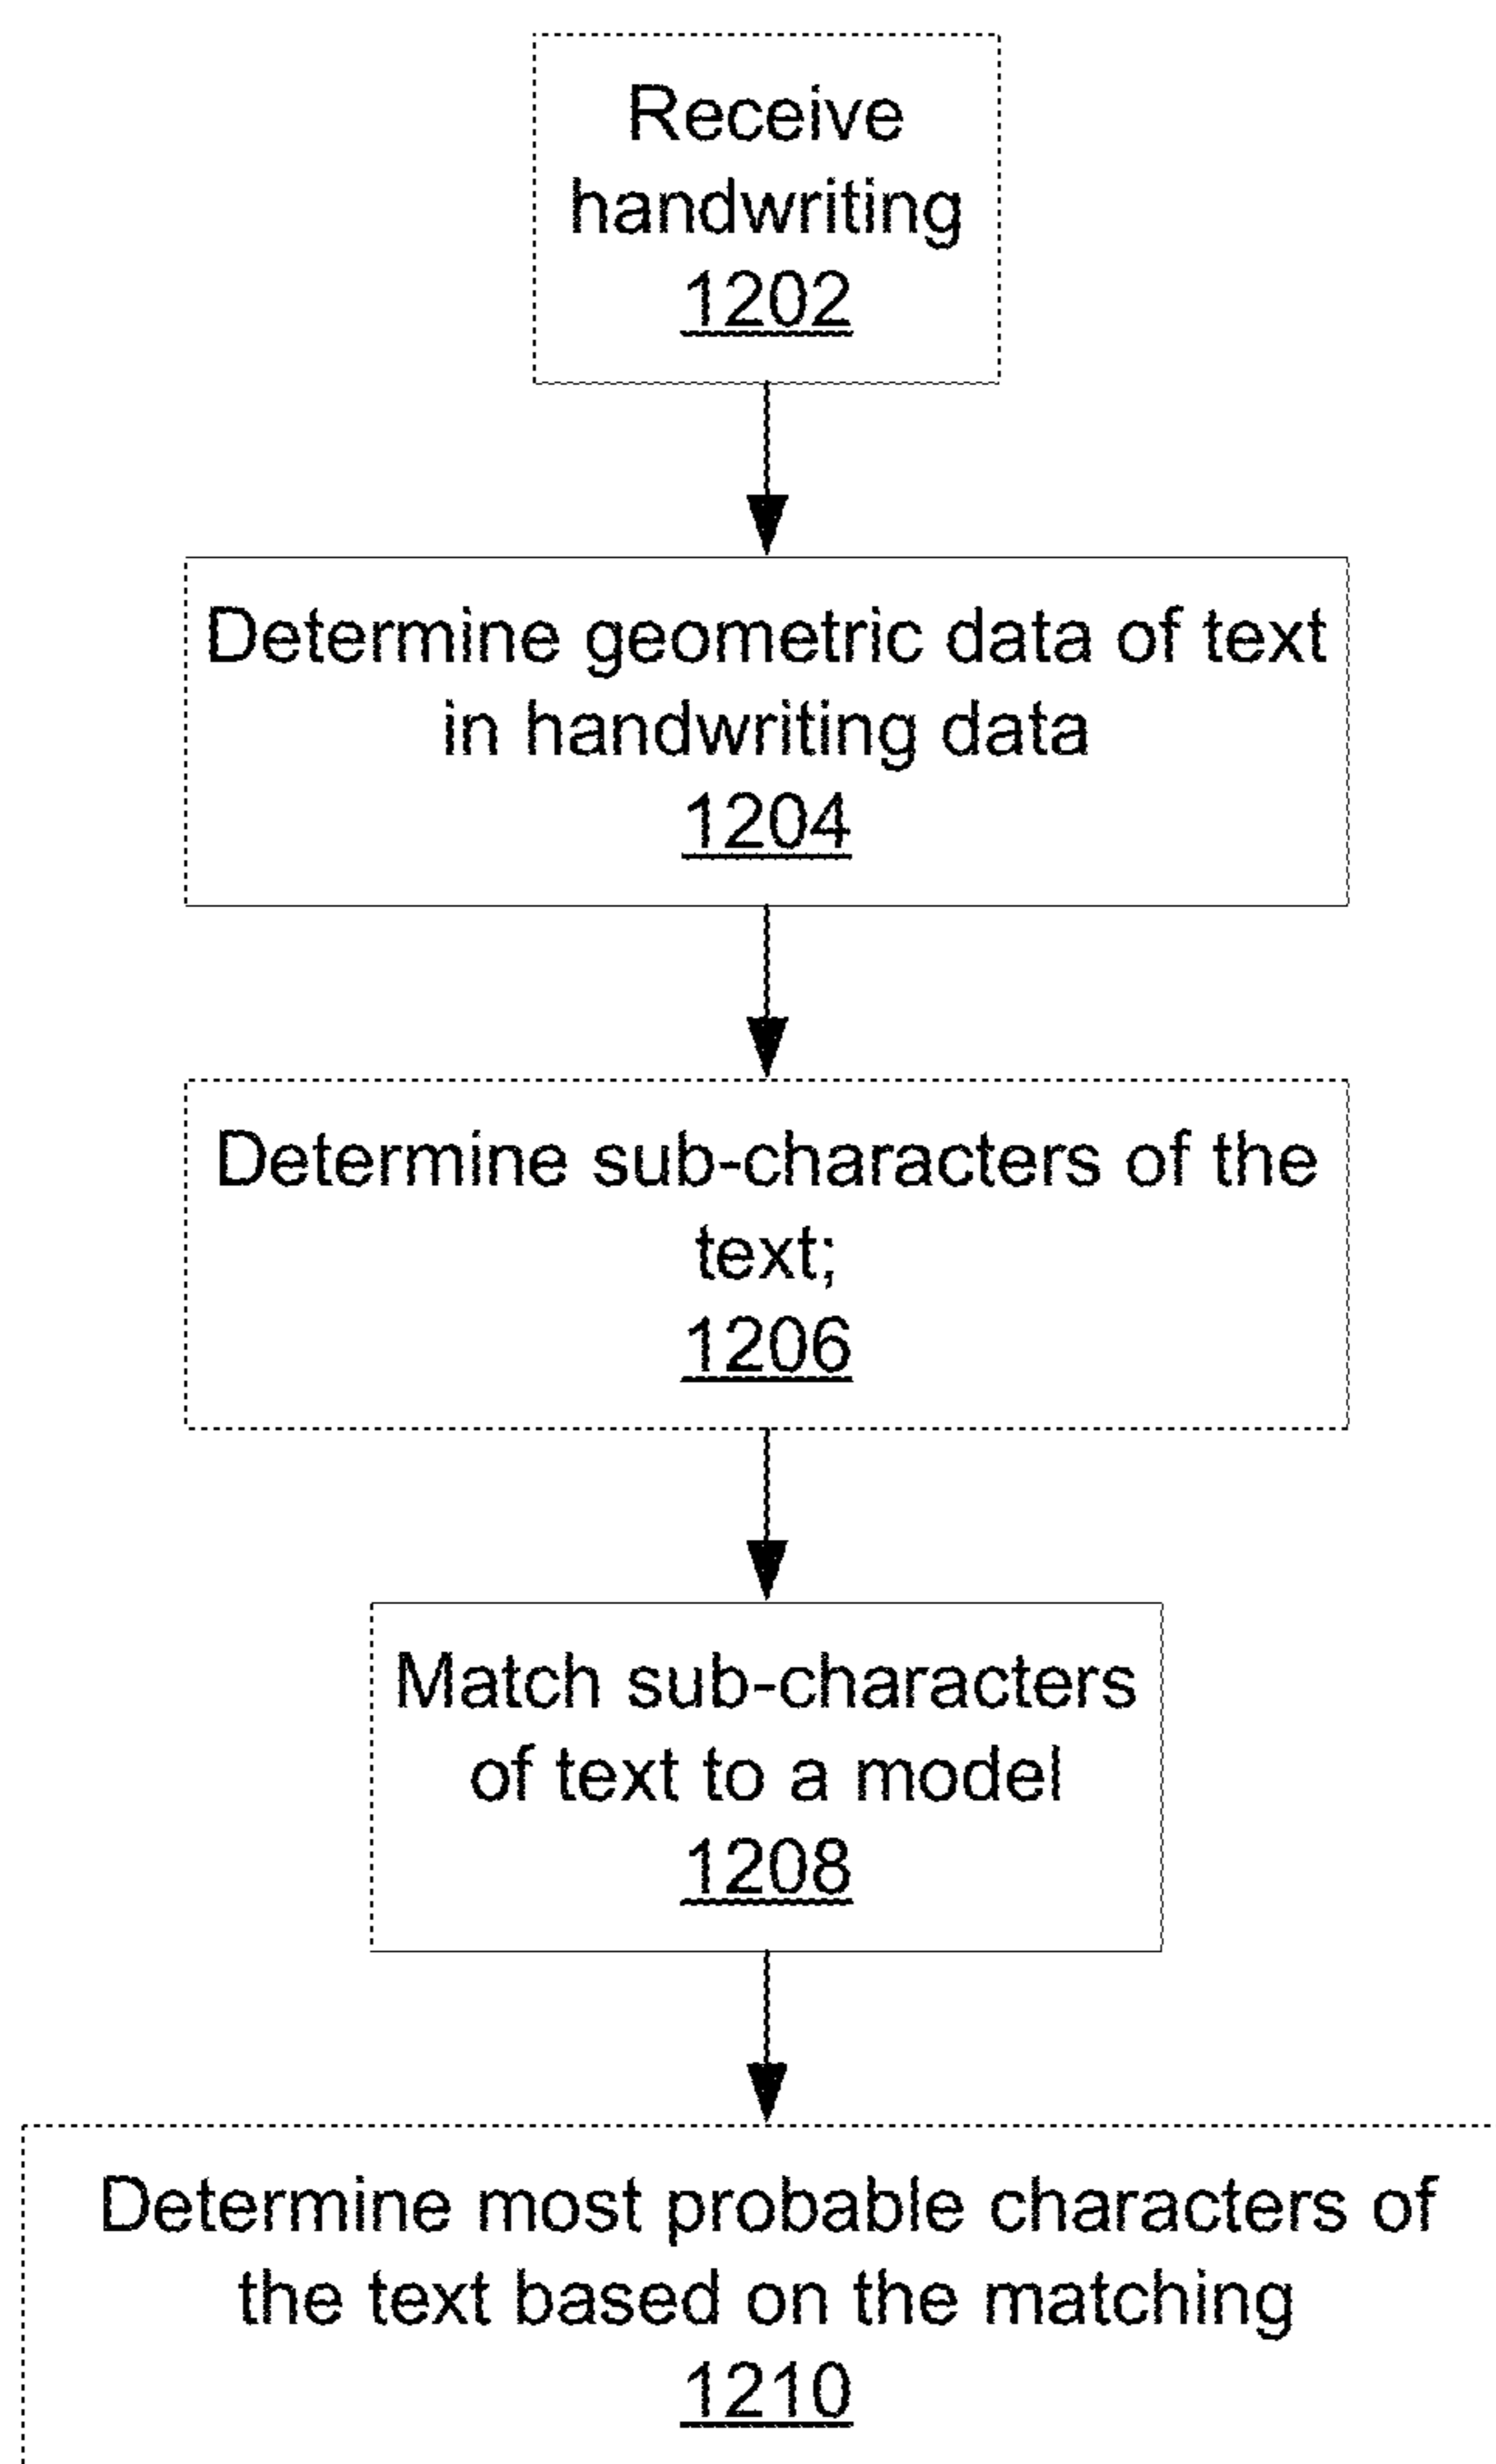 Receive
handwriting
1202
Determine geometric data of text
in handwriting data
1204
Determine sub-characters of the
text;
1206
Match sub-characters
of text to a model
1208
Determine most probable characters of
the text based on the matching
1210